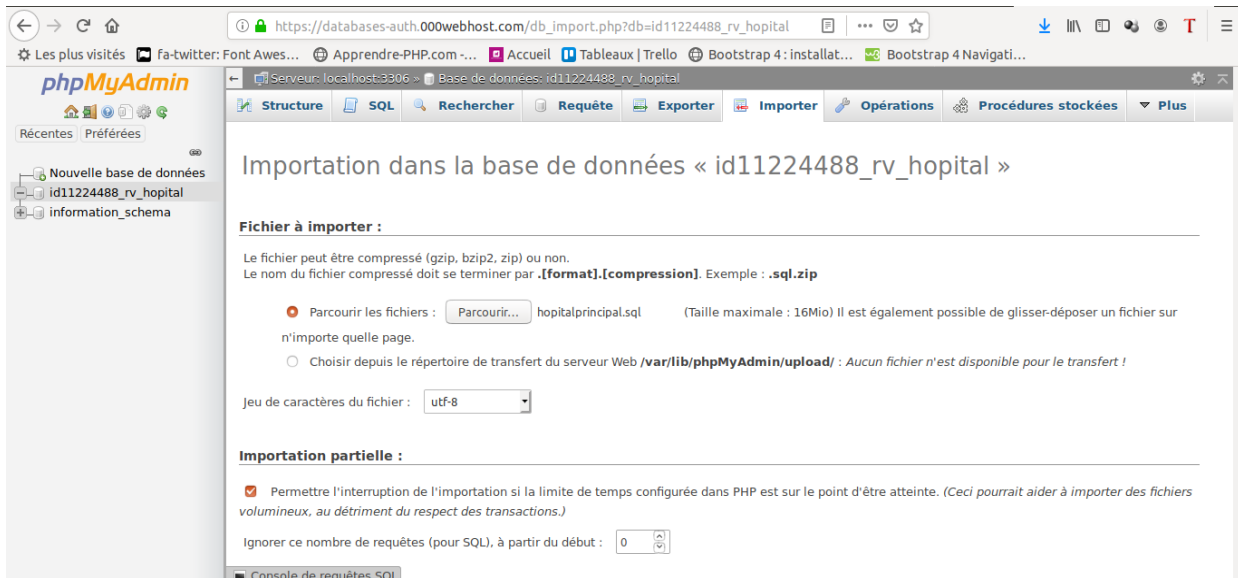 https://databases-auth.000webhost.com/db_import.php?db=id11224488_rv_hopital
Les plus visités fa-twitter: Font Awes... Apprendre-PHP.com -... Accueil Tableaux | Trello Bootstrap 4 : installat... Bootstrap 4 Navigati...
phpMyAdmin
Récentes Préférées
Nouvelle base de données
id11224488_rv_hopital
information_schema
Serveur: localhost:3306 » Base de données: id11224488_rv_hopital
Structure SQL Rechercher Requête Exporter Importer Opérations Procédures stockées Plus
Importation dans la base de données « id11224488_rv_hopital »
Fichier à importer :
Le fichier peut être compressé (gzip, bzip2, zip) ou non.
Le nom du fichier compressé doit se terminer par .[format].[compression]. Exemple : .sql.zip
Parcourir les fichiers : Parcourir... hopitalprincipal.sql (Taille maximale : 16Mio) Il est également possible de glisser-déposer un fichier sur
n'importe quelle page.
Choisir depuis le répertoire de transfert du serveur Web /var/lib/phpMyAdmin/upload/ : Aucun fichier n'est disponible pour le transfert !
Jeu de caractères du fichier : utf-8
Importation partielle :
Permettre l'interruption de l'importation si la limite de temps configurée dans PHP est sur le point d'être atteinte. (Ceci pourrait aider à importer des fichiers
volumineux, au détriment du respect des transactions.)
Ignorer ce nombre de requêtes (pour SQL), à partir du début : 0
Console de requêtes SQL